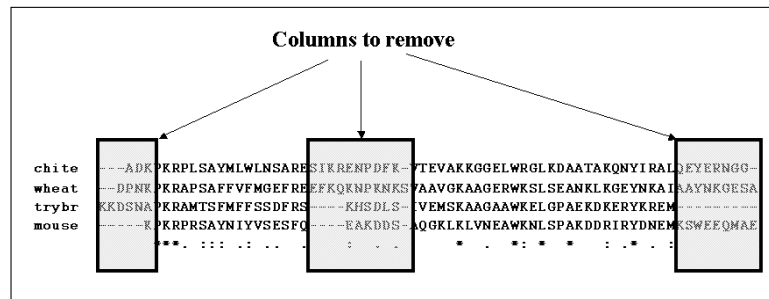 Columns to remove
chite ---ADKPKRPLSAYMLWLNSARESIKRENPDFK-VTEVAKKGGELWRGLKDAATAKQNYIRALQEYERNGG-
wheat --DPNKPKRAPSAFFVFMGEFREEFKQKNPKNKSVAAVGKAAGERWKSLSEANKLKGEYNKAIAAYNKGESA
trybr KKDSNAPKRAMTSFMFFSSDFRS----KHSDLS-IVEMSKAAGAAWKELGPAEKDKERYKREM---------
mouse -----KPKRPRSAYNIYVSESFQ----EAKDDS-AQGKLKLVNEAWKNLSPAKDDRIRYDNEMKSWEEQMAE